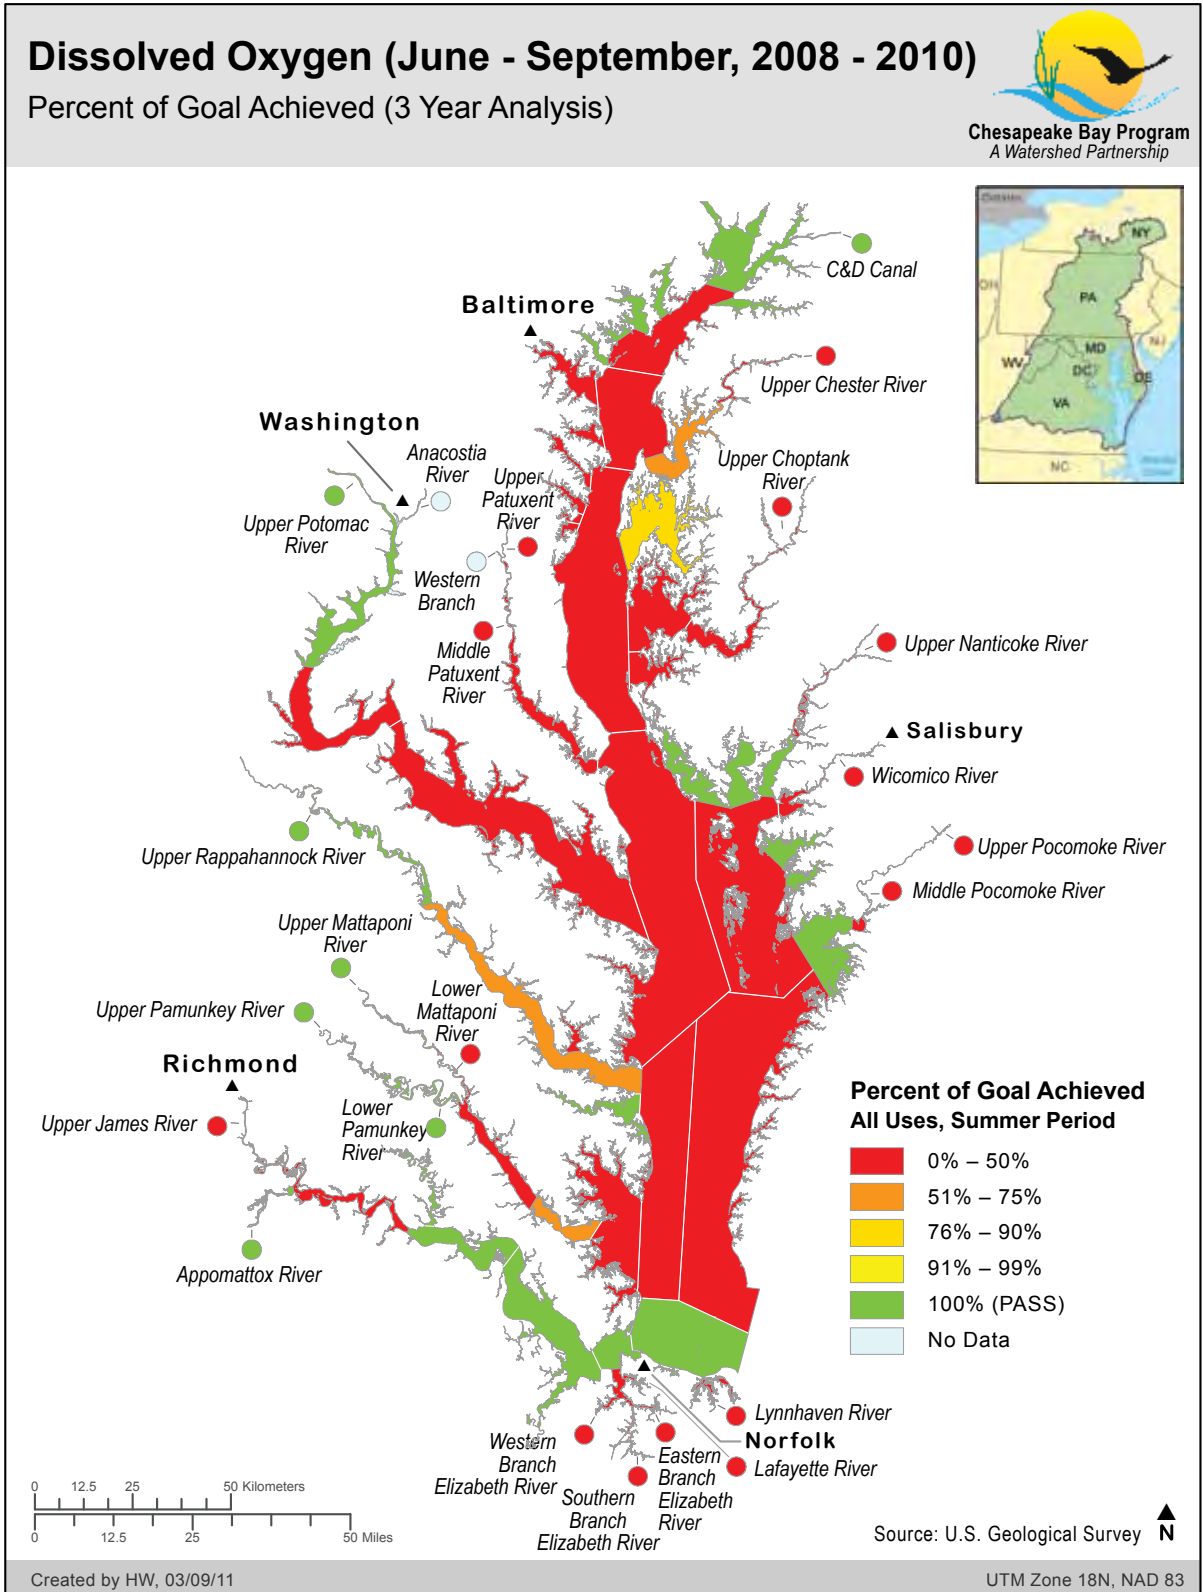 Dissolved Oxygen (June - September, 2008 - 2010)
Percent of Goal Achieved (3 Year Analysis)
Chesapeake Bay Program
A Watershed Partnership
NY
OH
PA
NJ
MD
WV
DC
DE
VA
NC
C&D Canal
Baltimore
Upper Chester River
Washington
Anacostia
River
Upper
Patuxent
River
Upper Choptank
River
Upper Potomac
River
Western
Branch
Middle
Patuxent
River
Upper Nanticoke River
Salisbury
Wicomico River
Upper Rappahannock River
Upper Pocomoke River
Middle Pocomoke River
Upper Mattaponi
River
Lower
Mattaponi
River
Upper Pamunkey River
Richmond
Upper James River
Lower
Pamunkey
River
Appomattox River
Percent of Goal Achieved
All Uses, Summer Period
0% – 50%
51% – 75%
76% – 90%
91% – 99%
100% (PASS)
No Data
Lynnhaven River
Norfolk
Lafayette River
Western
Branch
Elizabeth River
Southern
Branch
Elizabeth River
Eastern
Branch
Elizabeth
River
0 12.5 25 50 Kilometers
0 12.5 25 50 Miles
Source: U.S. Geological Survey
N
Created by HW, 03/09/11
UTM Zone 18N, NAD 83